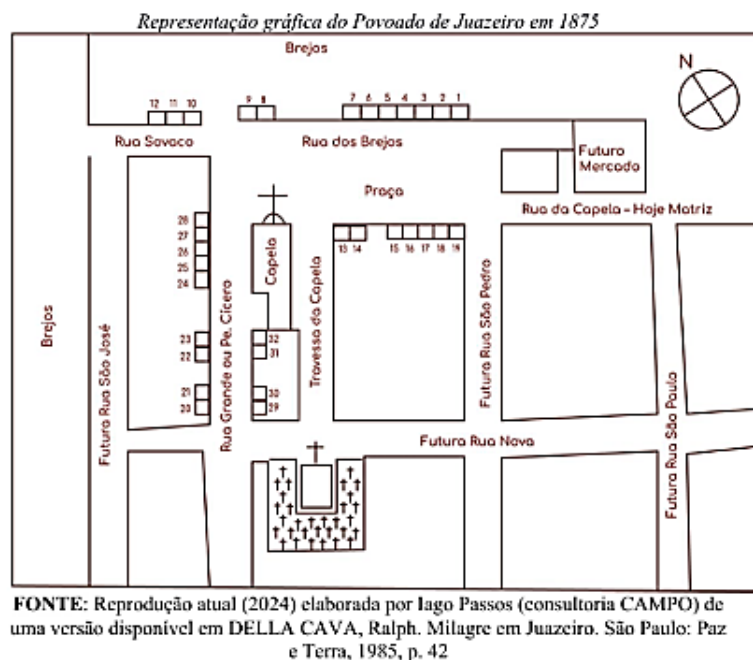 Representação gráfica do Povoado de Juazeiro em 1875
Brejos
N
12 11 10
9 8
7 6 5 4 3 2 1
Rua Sovaco
Rua dos Brejos
Futuro
Mercado
Praça
Rua da Capela - Hoje Matriz
28
27
26
25
24
23
22
21
20
Capela
13 14
15 16 17 18 19
32
31
30
29
Brejos
Futura Rua São José
Rua Grande ou Pe. Cícero
Travessa da Capela
Futura Rua São Pedro
Futura Rua São Paulo
Futura Rua Nova
FONTE: Reprodução atual (2024) elaborada por Iago Passos (consultoria CAMPO) de
uma versão disponível em DELLA CAVA, Ralph. Milagre em Juazeiro. São Paulo: Paz
e Terra, 1985, p. 42